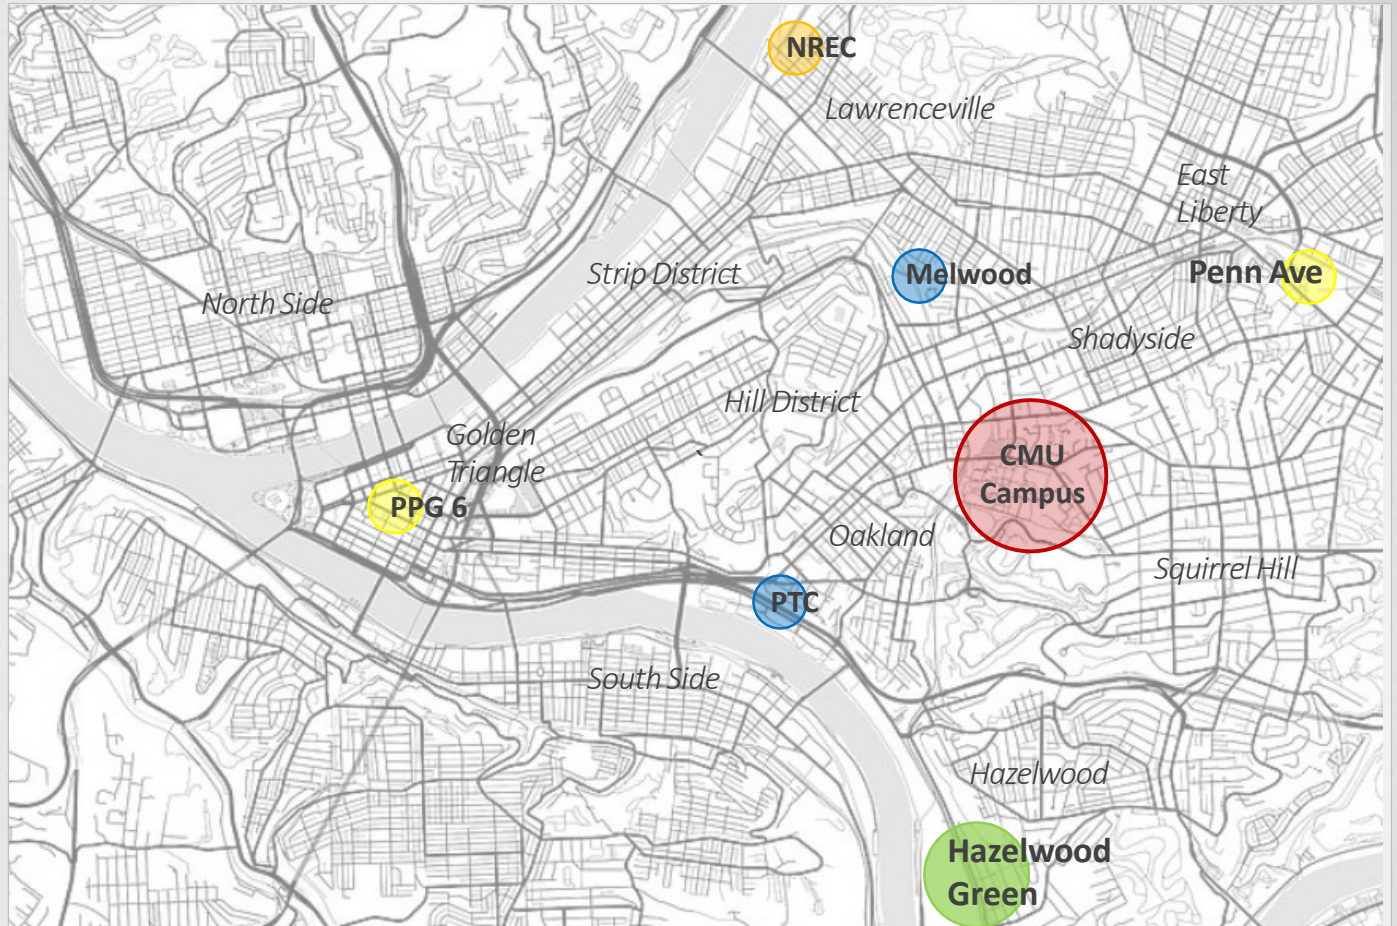 NREC
Lawrenceville
East
Liberty
Strip District
Melwood
Penn Ave
North Side
Shadyside
Hill District
Golden
Triangle
CMU
Campus
PPG 6
Oakland
Squirrel Hill
PTC
South Side
Hazelwood
Hazelwood
Green